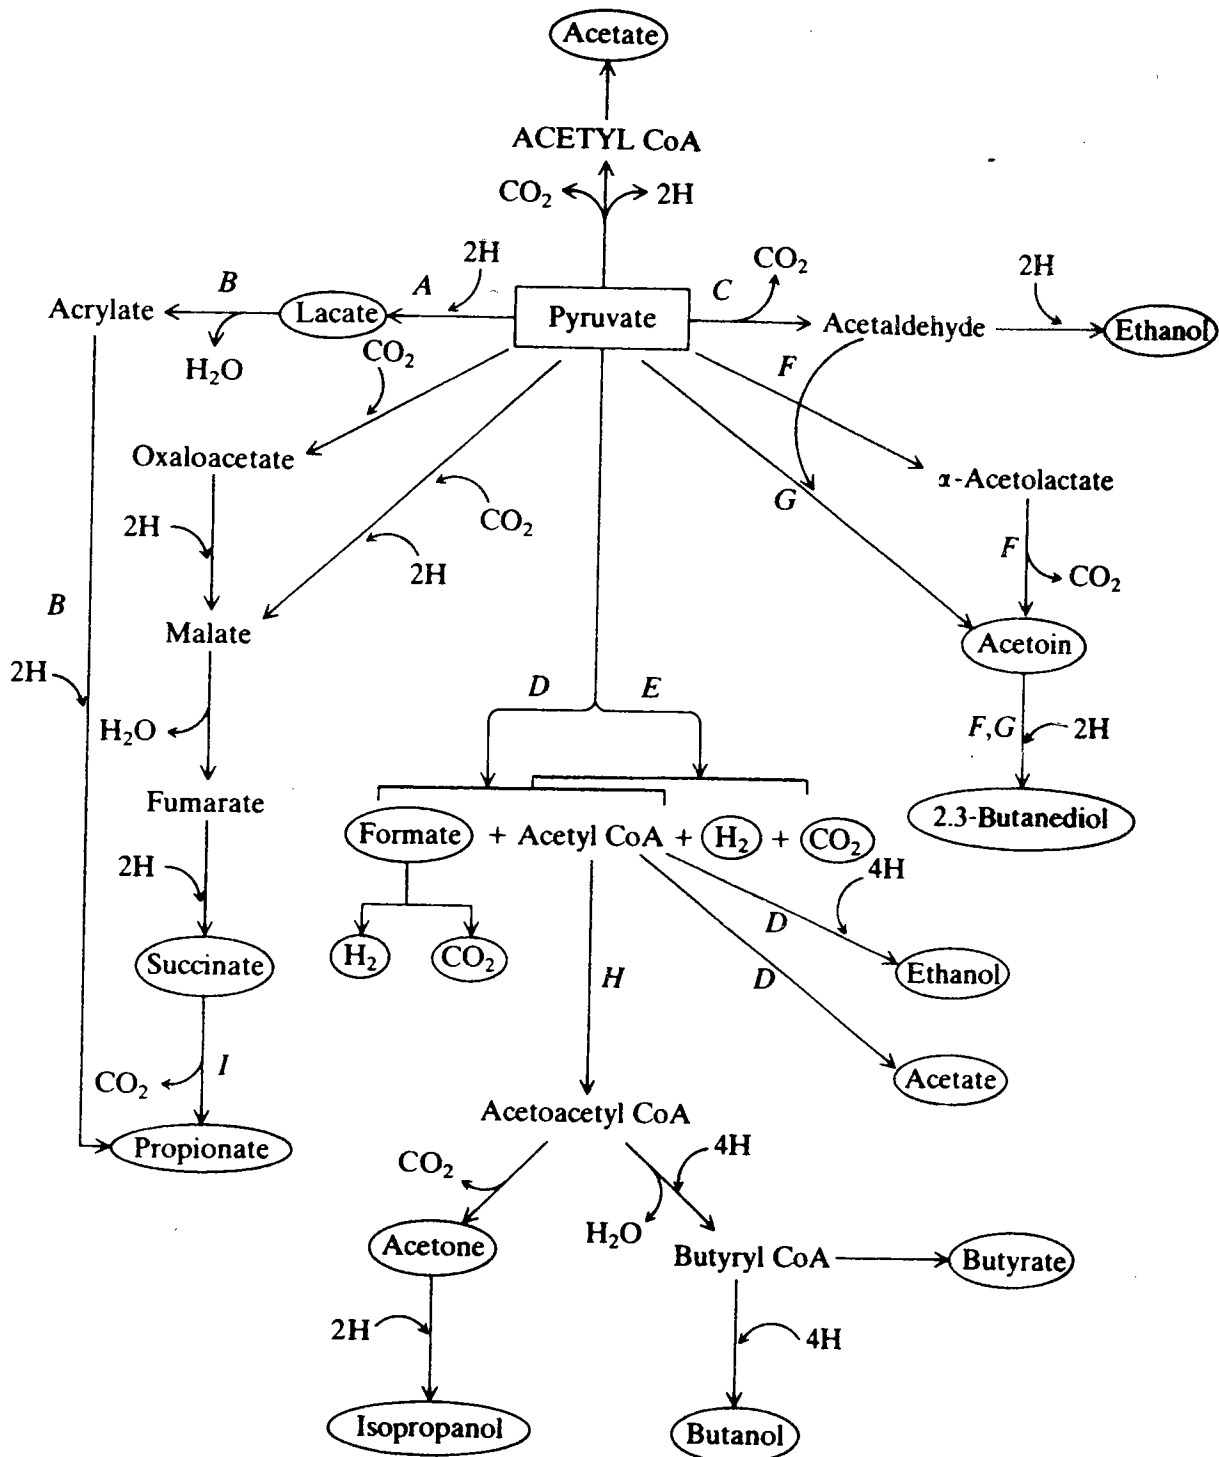 Acetate
ACETYL CoA
CO₂ 2H
2H
CO₂
2H
B A C
Acrylate Lacate Pyruvate Acetaldehyde Ethanol
H₂O
CO₂
F
Oxaloacetate
α-Acetolactate
G
2H
CO₂
2H
F
CO₂
B
Malate
Acetoin
2H
D E
H₂O
F,G 2H
Fumarate
2.3-Butanediol
Formate + Acetyl CoA + H₂ + CO₂
2H
4H
D
H₂ CO₂
Succinate
H
D
Ethanol
CO₂ I
Acetate
Acetoacetyl CoA
Propionate
CO₂
4H
H₂O
Acetone
Butyryl CoA Butyrate
2H
4H
Isopropanol
Butanol